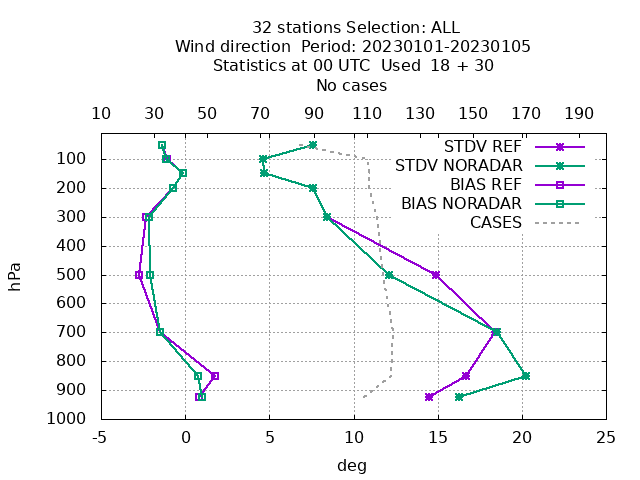 32 stations Selection: ALL
Wind direction  Period: 20230101-20230105
Statistics at 00 UTC  Used  18 + 30
No cases
10 30 50 70 90 110 130 150 170 190
STDV REF
STDV NORADAR
BIAS REF
BIAS NORADAR
CASES
100
200
300
400
500
600
700
800
900
1000
hPa
-5 0 5 10 15 20 25
deg